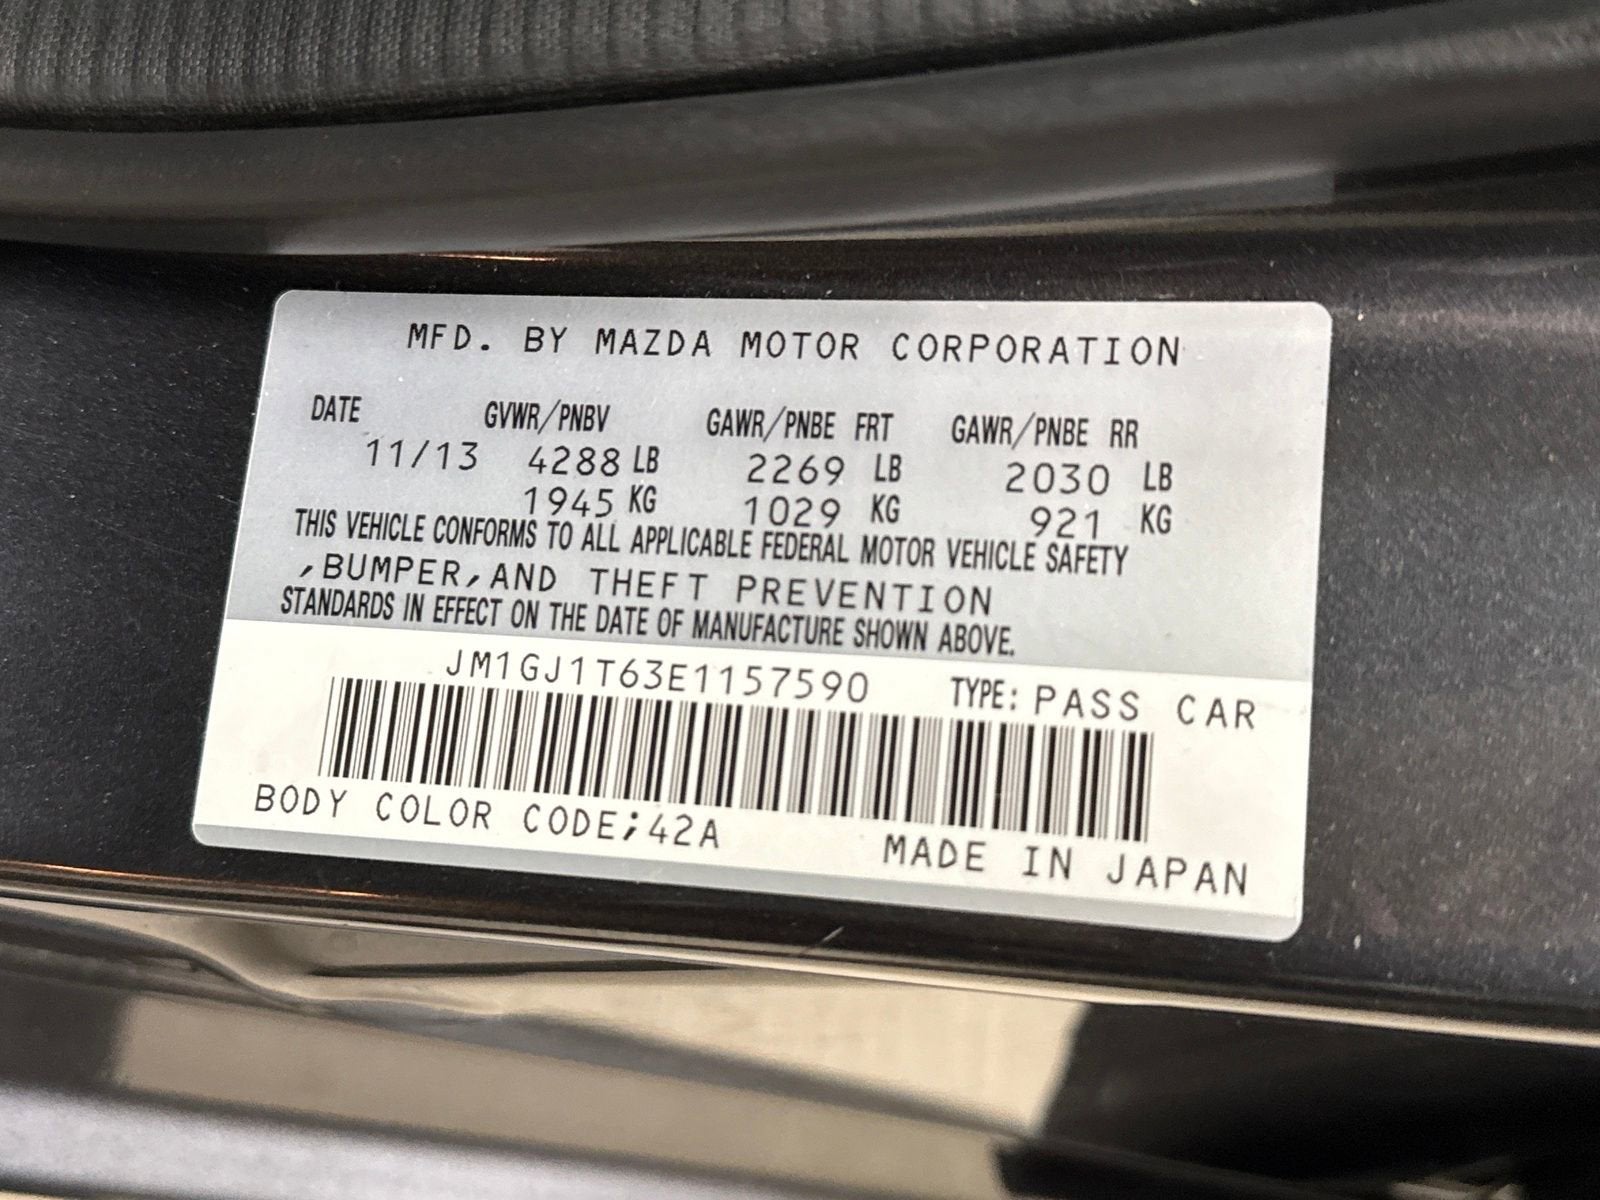 MFD. BY MAZDA MOTOR CORPORATION
DATE GVWR/PNBV GAWR/PNBE FRT GAWR/PNBE RR
11/13 4288 LB 2269 LB 2030 LB
1945 KG 1029 KG 921 KG
THIS VEHICLE CONFORMS TO ALL APPLICABLE FEDERAL MOTOR VEHICLE SAFETY
,BUMPER,AND THEFT PREVENTION
STANDARDS IN EFFECT ON THE DATE OF MANUFACTURE SHOWN ABOVE.
JM1GJ1T63E1157590 TYPE: PASS CAR
BODY COLOR CODE;42A MADE IN JAPAN